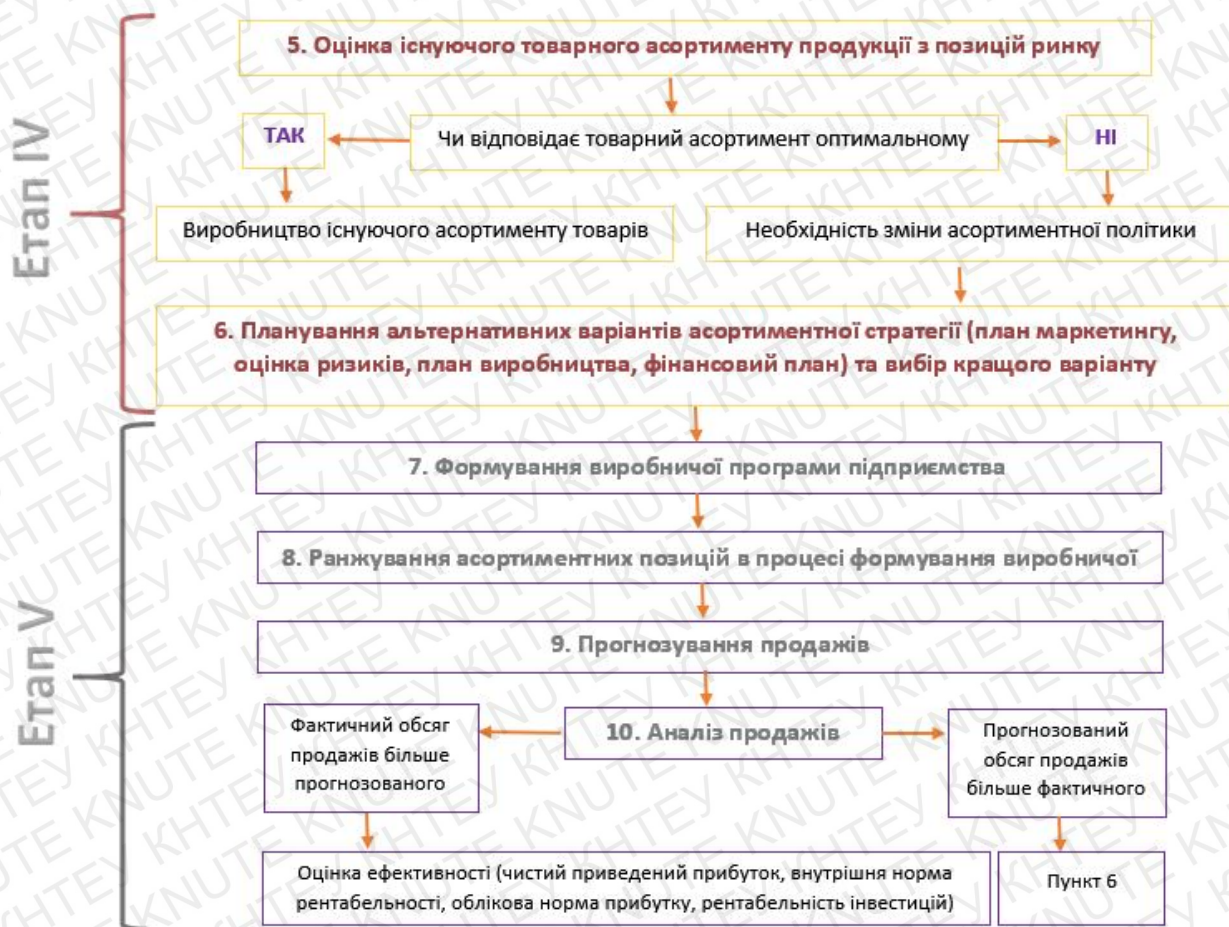 Етап IV
5. Оцінка існуючого товарного асортименту продукції з позицій ринку
ТАК
Чи відповідає товарний асортимент оптимальному
НІ
Виробництво існуючого асортименту товарів
Необхідність зміни асортиментної політики
6. Планування альтернативних варіантів асортиментної стратегії (план маркетингу,
оцінка ризиків, план виробництва, фінансовий план) та вибір кращого варіанту
Етап V
7. Формування виробничої програми підприємства
8. Ранжування асортиментних позицій в процесі формування виробничої
9. Прогнозування продажів
10. Аналіз продажів
Фактичний обсяг
продажів більше
прогнозованого
Прогнозований
обсяг продажів
більше фактичного
Оцінка ефективності (чистий приведений прибуток, внутрішня норма
рентабельності, облікова норма прибутку, рентабельність інвестицій)
Пункт 6